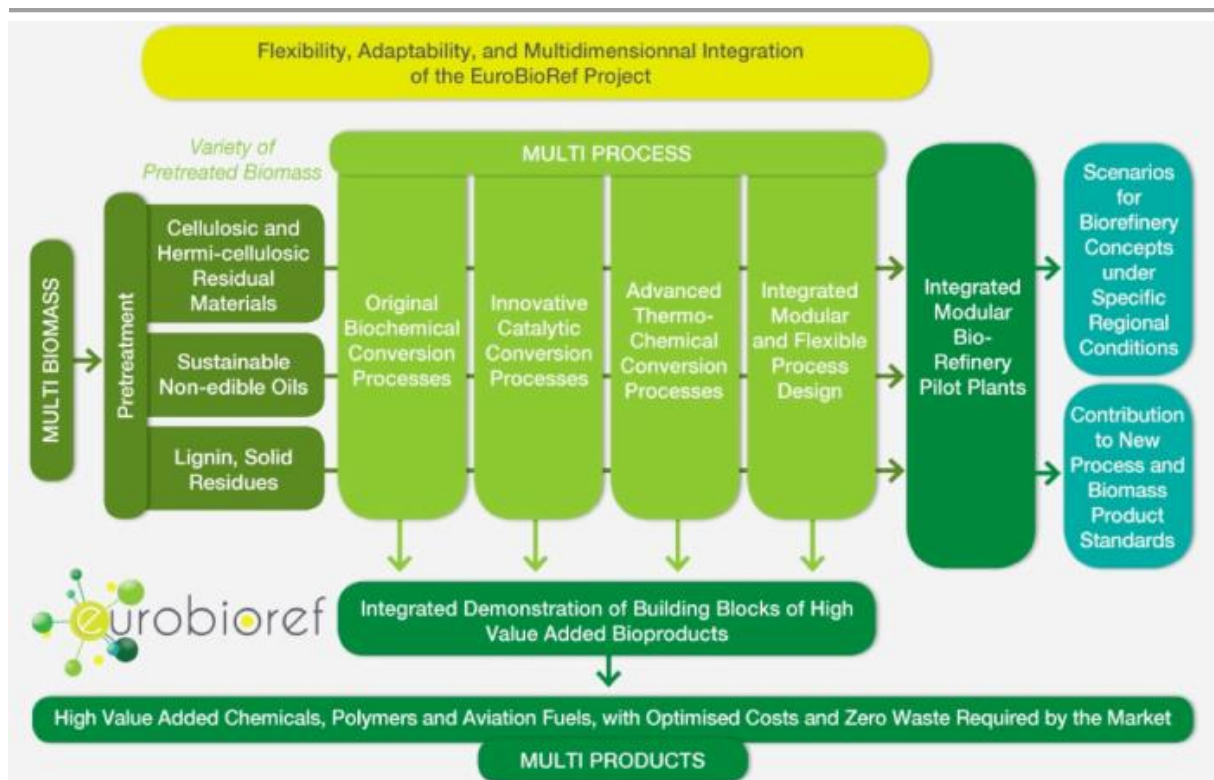 Flexibility, Adaptability, and Multidimensionnal Integration
of the EuroBioRef Project
Variety of
Pretreated Biomass
MULTI PROCESS
MULTI BIOMASS
Pretreatment
Cellulosic and
Hermi-cellulosic
Residual
Materials
Sustainable
Non-edible Oils
Lignin, Solid
Residues
Original
Biochemical
Conversion
Processes
Innovative
Catalytic
Conversion
Processes
Advanced
Thermo-
Chemical
Conversion
Processes
Integrated
Modular
and Flexible
Process
Design
Integrated
Modular
Bio-
Refinery
Pilot Plants
Scenarios
for
Biorefinery
Concepts
under
Specific
Regional
Conditions
Contribution
to New
Process and
Biomass
Product
Standards
eurobioref
Integrated Demonstration of Building Blocks of High
Value Added Bioproducts
High Value Added Chemicals, Polymers and Aviation Fuels, with Optimised Costs and Zero Waste Required by the Market
MULTI PRODUCTS